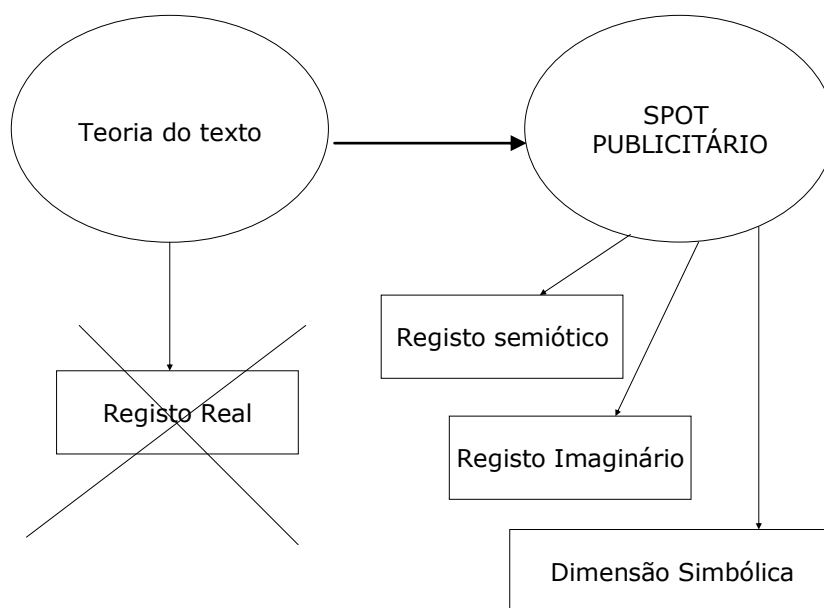 Teoria do texto
SPOT
PUBLICITÁRIO
Registo semiótico
Registo Real
Registo Imaginário
Dimensão Simbólica